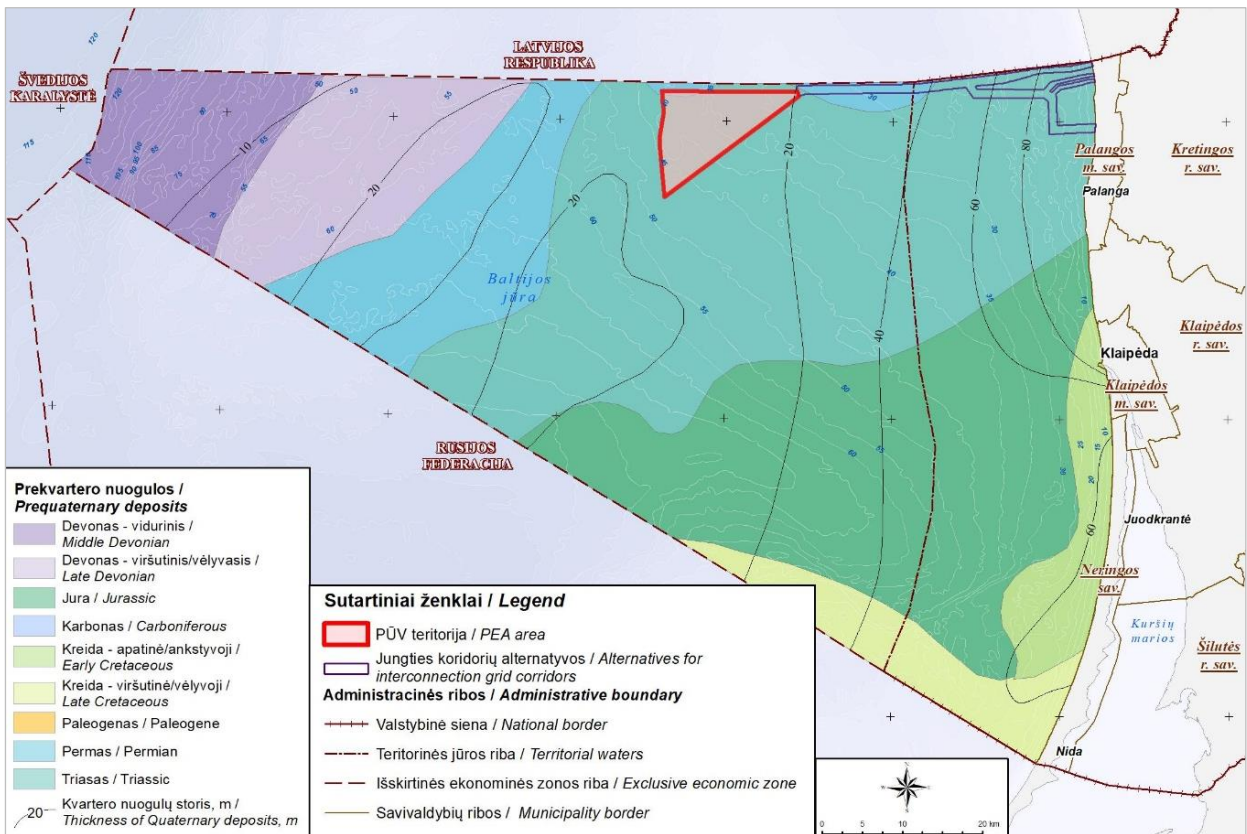 ŠVEDIJOS
KARALYSTĖ
LATVIJOS
RESPUBLIKA
RUSIJOS
FEDERACIJA
Baltijos
jūra
Palangos
m. sav.
Palanga
Kretingos
r. sav.
Klaipėdos
r. sav.
Klaipėda
Klaipėdos
m. sav.
Juodkrantė
Neringos
sav.
Kuršių
marios
Šilutės
r. sav.
Nida
10
20
20
20
40
60
80
60
Prekvartero nuogulos /
Prequaternary deposits
Devonas - vidurinis /
Middle Devonian
Devonas - viršutinis/vėlyvasis /
Late Devonian
Jura / Jurassic
Karbonas / Carboniferous
Kreida - apatinė/ankstyvoji /
Early Cretaceous
Kreida - viršutinė/vėlyvoji /
Late Cretaceous
Paleogenas / Paleogene
Permas / Permian
Triasas / Triassic
20 Kvartero nuogulų storis, m /
Thickness of Quaternary deposits, m
Sutartiniai ženklai / Legend
PŪV teritorija / PEA area
Jungties koridorių alternatyvos / Alternatives for
interconnection grid corridors
Administracinės ribos / Administrative boundary
Valstybinė siena / National border
Teritorinės jūros riba / Territorial waters
Išskirtinės ekonominės zonos riba / Exclusive economic zone
Savivaldybių ribos / Municipality border
0 5 10 20 km